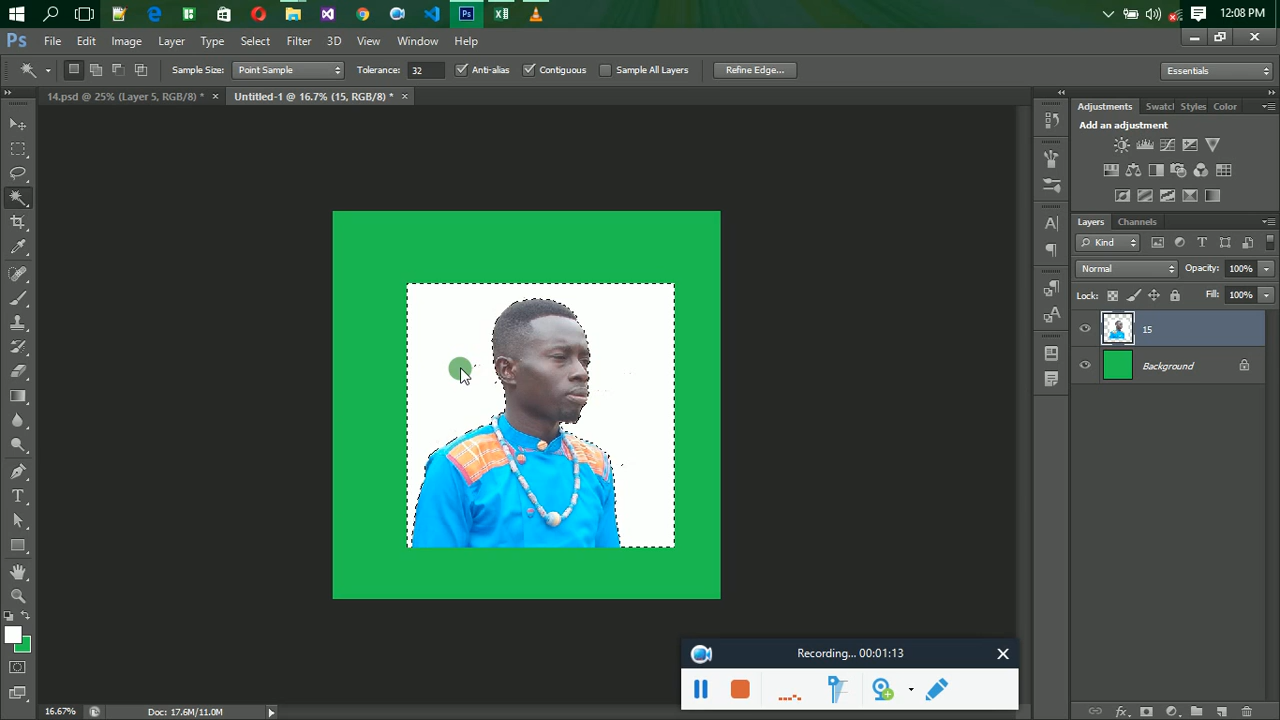 12:08 PM
Ps File Edit Image Layer Type Select Filter 3D View Window Help
Sample Size: Point Sample Tolerance: 32 Anti-alias Contiguous Sample All Layers Refine Edge... Essentials
14.psd @ 25% (Layer 5, RGB/8) * × Untitled-1 @ 16.7% (15, RGB/8) * ×
Adjustments Swatcl Styles Color
Add an adjustment
Layers Channels
Kind
Normal Opacity: 100%
Lock: Fill: 100%
15
Background
Recording... 00:01:13
16.67% Doc: 17.6M/11.0M